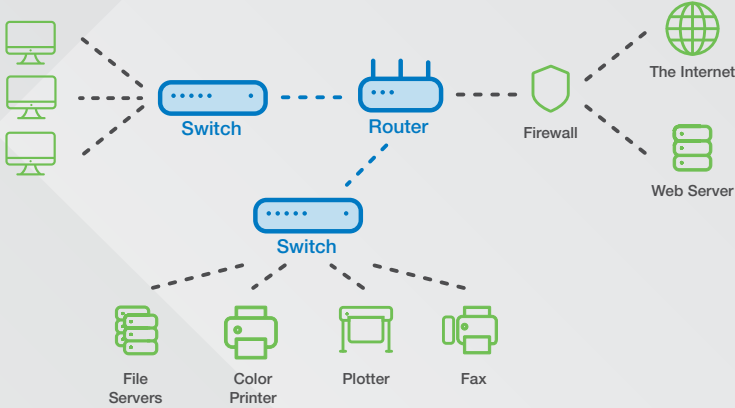 The Internet
Switch
Router
Firewall
Web Server
Switch
File
Servers
Color
Printer
Plotter
Fax